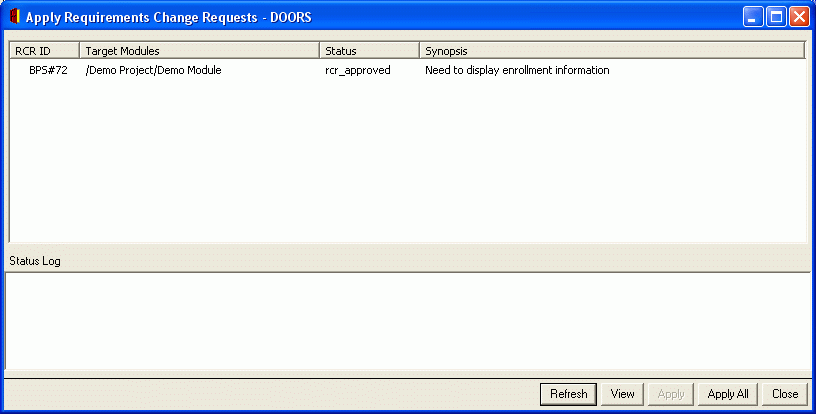 Apply Requirements Change Requests - DOORS
RCR ID Target Modules Status Synopsis
BPS#72 /Demo Project/Demo Module rcr_approved Need to display enrollment information
Status Log
Refresh View Apply Apply All Close